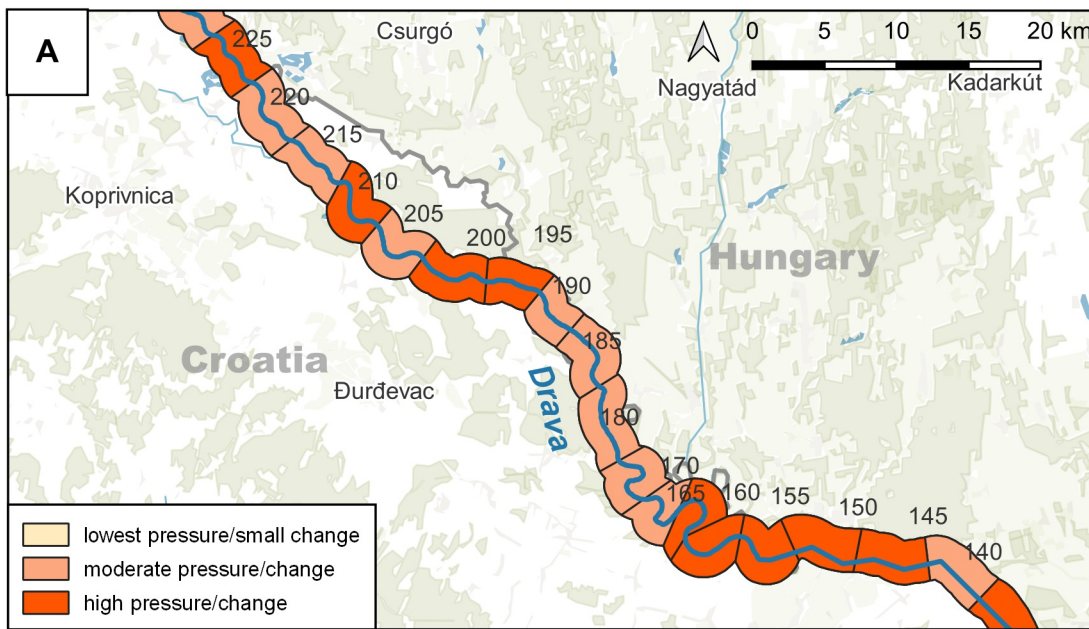 A
Csurgó
0 5 10 20 km
225
Nagyatád
Kadarkút
220
215
Koprivnica
210
205
200
195
Hungary
190
Croatia
185
Đurđevac
Drava
180
170
165
160
155
150
145
140
lowest pressure/small change
moderate pressure/change
high pressure/change